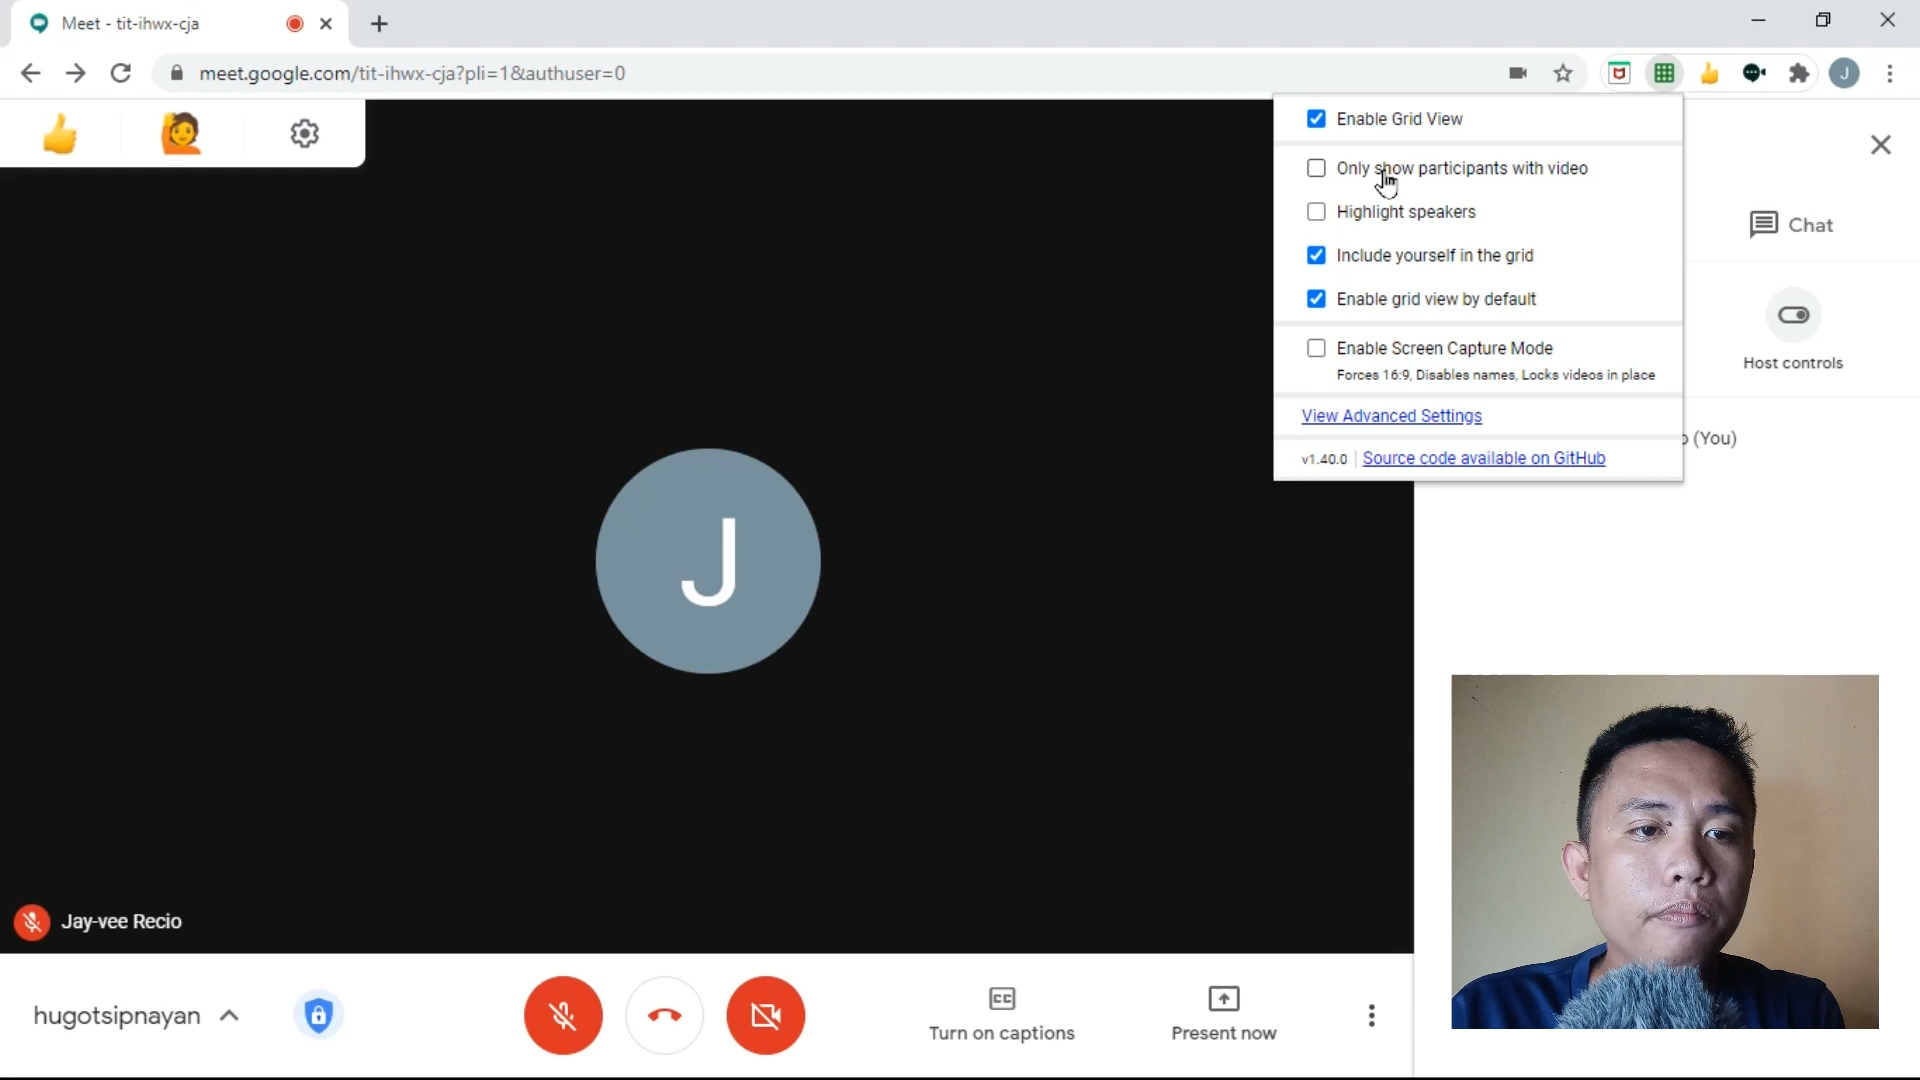 Meet - tit-ihwx-cja
meet.google.com/tit-ihwx-cja?pli=1&authuser=0
J
Enable Grid View
Only show participants with video
Highlight speakers
Include yourself in the grid
Enable grid view by default
Enable Screen Capture Mode
Forces 16:9, Disables names, Locks videos in place
View Advanced Settings
v1.40.0 Source code available on GitHub
Chat
Host controls
(You)
J
Jay-vee Recio
hugotsipnayan
CC
Turn on captions
Present now